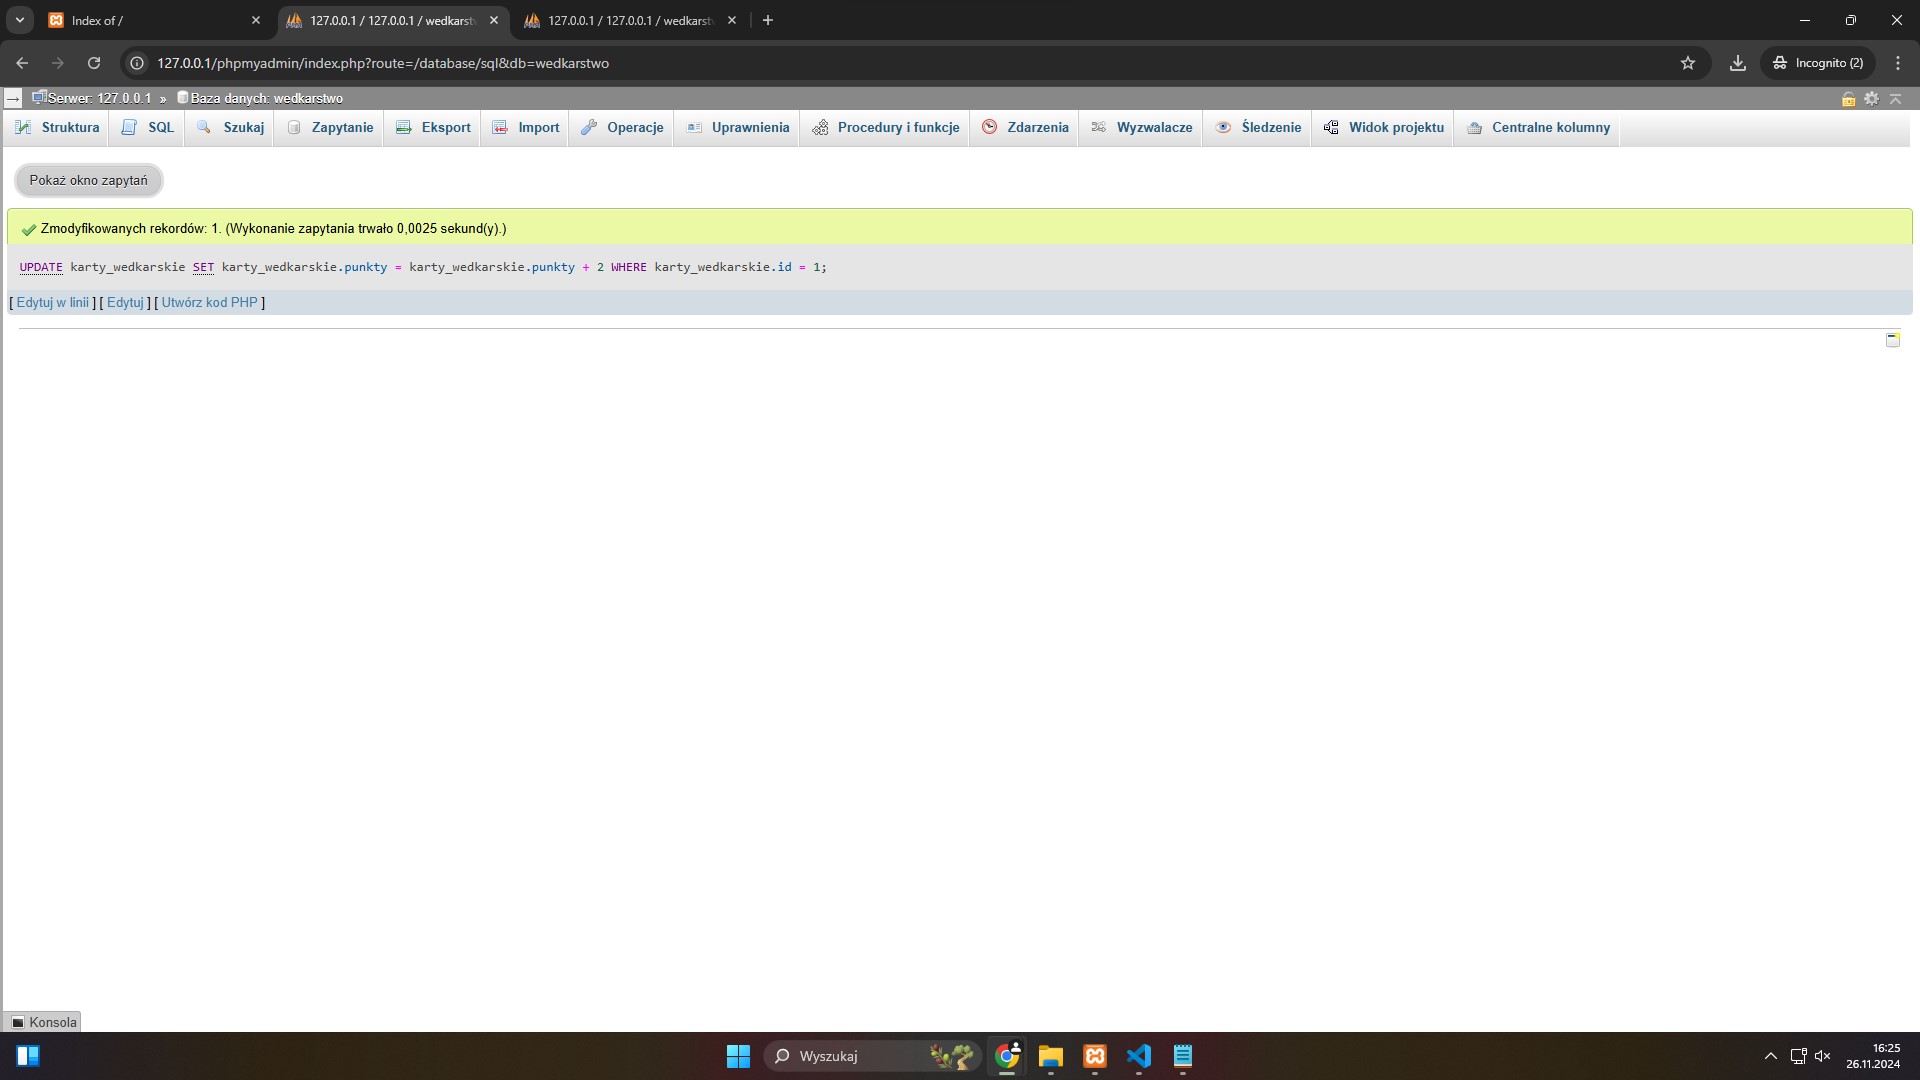 Index of /
127.0.0.1 / 127.0.0.1 / wedkarst
127.0.0.1 / 127.0.0.1 / wedkarst
127.0.0.1/phpmyadmin/index.php?route=/database/sql&db=wedkarstwo
Incognito (2)
Serwer: 127.0.0.1 » Baza danych: wedkarstwo
Struktura SQL Szukaj Zapytanie Eksport Import Operacje Uprawnienia Procedury i funkcje Zdarzenia Wyzwalacze Śledzenie Widok projektu Centralne kolumny
Pokaż okno zapytań
Zmodyfikowanych rekordów: 1. (Wykonanie zapytania trwało 0,0025 sekund(y).)
UPDATE karty_wedkarskie SET karty_wedkarskie.punkty = karty_wedkarskie.punkty + 2 WHERE karty_wedkarskie.id = 1;
[ Edytuj w linii ] [ Edytuj ] [ Utwórz kod PHP ]
Konsola
Wyszukaj
16:25
26.11.2024